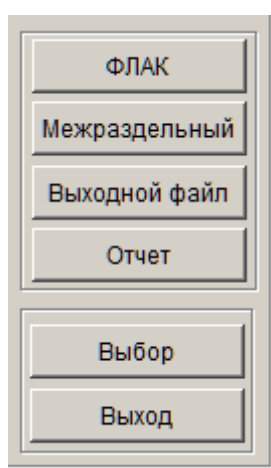 ФЛАК
Межраздельный
Выходной файл
Отчет
Выбор
Выход